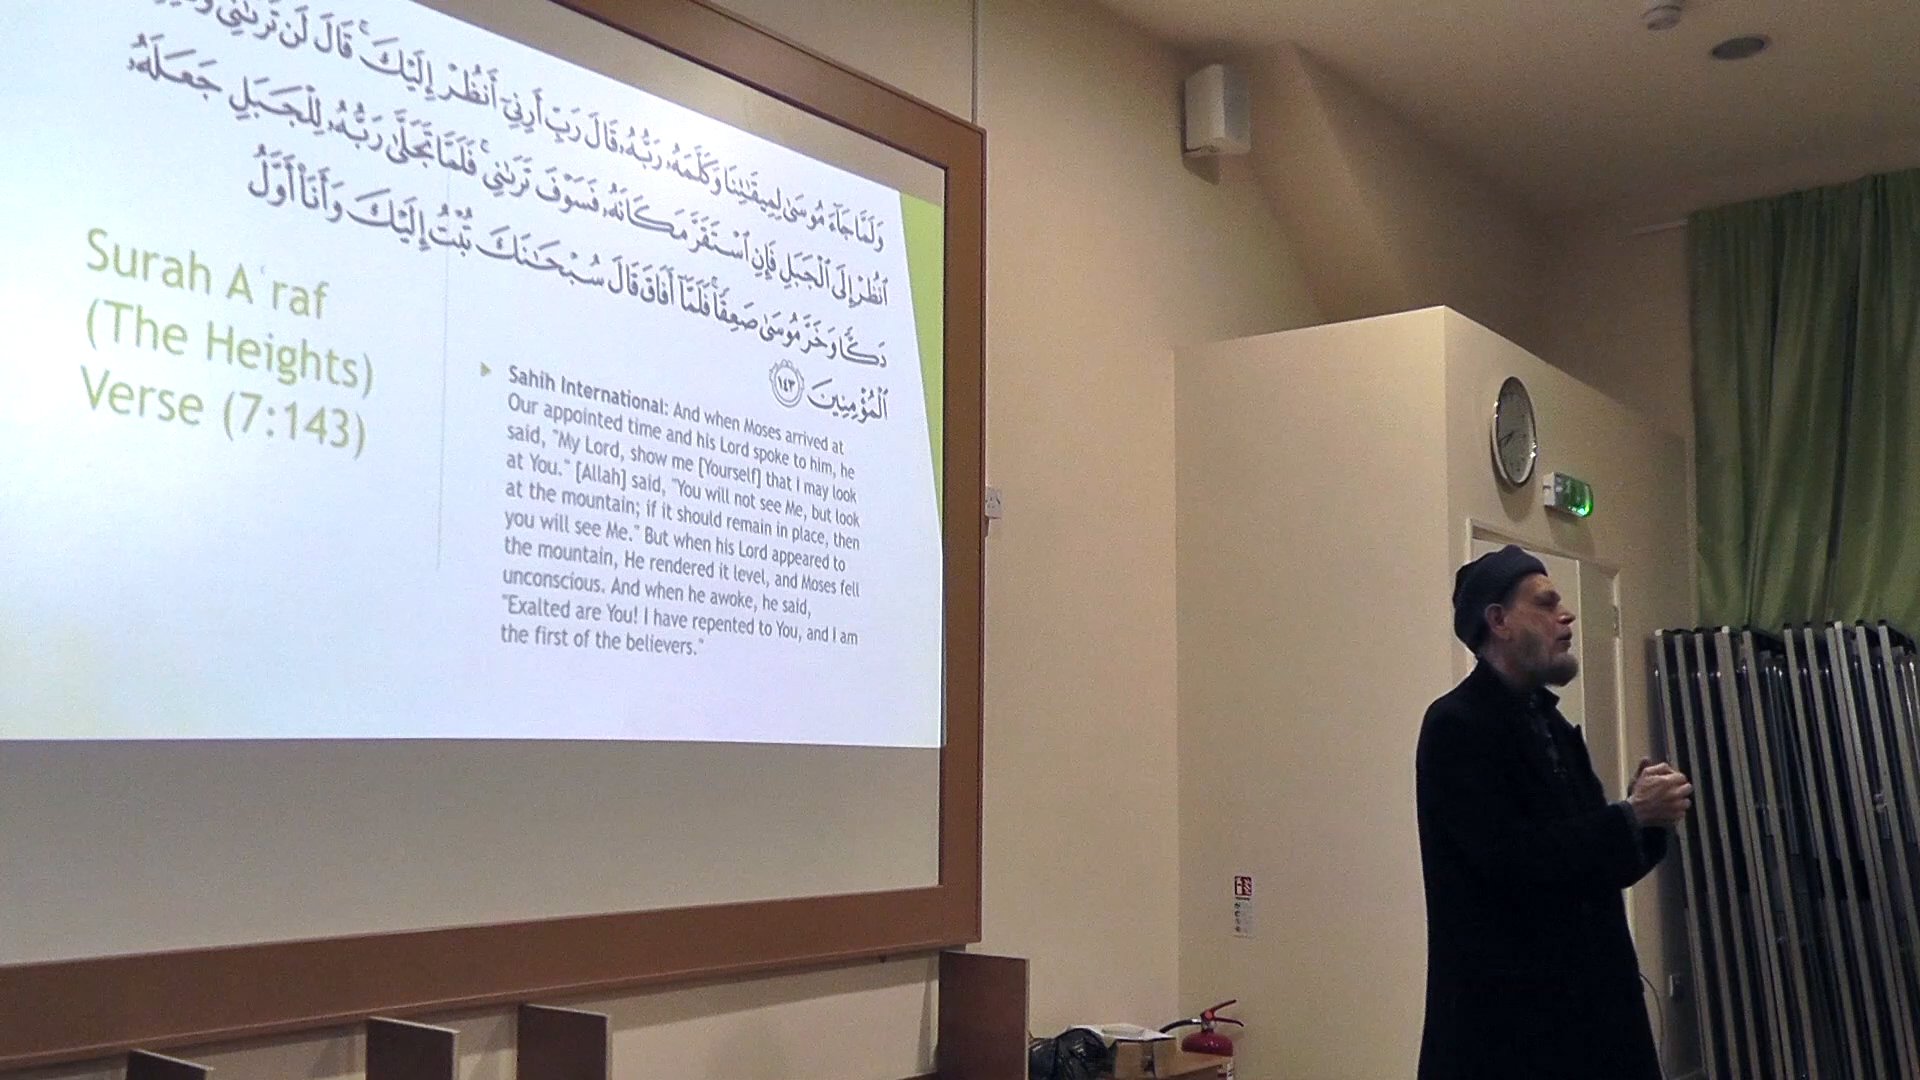 وَلَمَّا جَآءَ مُوسَىٰ لِمِيقَـٰتِنَا وَكَلَّمَهُۥ رَبُّهُۥ قَالَ رَبِّ أَرِنِىٓ أَنظُرْ إِلَيْكَ ۚ قَالَ لَن تَرَىٰنِى
ٱنظُرْ إِلَى ٱلْجَبَلِ فَإِنِ ٱسْتَقَرَّ مَكَانَهُۥ فَسَوْفَ تَرَىٰنِى ۚ فَلَمَّا تَجَلَّىٰ رَبُّهُۥ لِلْجَبَلِ جَعَلَهُۥ
دَكًّا وَخَرَّ مُوسَىٰ صَعِقًا ۚ فَلَمَّآ أَفَاقَ قَالَ سُبْحَـٰنَكَ تُبْتُ إِلَيْكَ وَأَنَا۠ أَوَّلُ
ٱلْمُؤْمِنِينَ ١٤٣
Surah A'raf
(The Heights)
Verse (7:143)
Sahih International: And when Moses arrived at
Our appointed time and his Lord spoke to him, he
said, "My Lord, show me [Yourself] that I may look
at You." [Allah] said, "You will not see Me, but look
at the mountain; if it should remain in place, then
you will see Me." But when his Lord appeared to
the mountain, He rendered it level, and Moses fell
unconscious. And when he awoke, he said,
"Exalted are You! I have repented to You, and I am
the first of the believers."